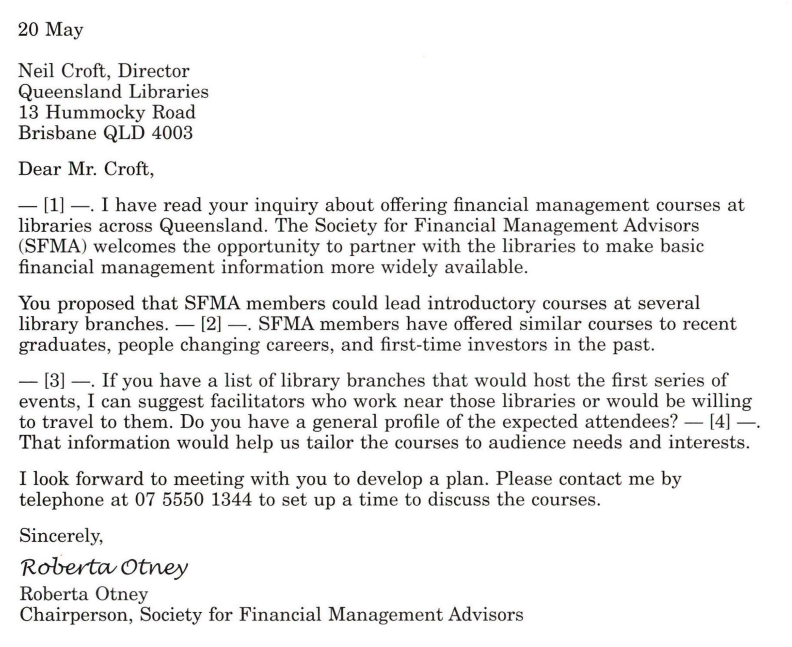 20 May
Neil Croft, Director
Queensland Libraries
13 Hummocky Road
Brisbane QLD 4003
Dear Mr. Croft,
— [1] —. I have read your inquiry about offering financial management courses at
libraries across Queensland. The Society for Financial Management Advisors
(SFMA) welcomes the opportunity to partner with the libraries to make basic
financial management information more widely available.
You proposed that SFMA members could lead introductory courses at several
library branches. — [2] —. SFMA members have offered similar courses to recent
graduates, people changing careers, and first-time investors in the past.
— [3] —. If you have a list of library branches that would host the first series of
events, I can suggest facilitators who work near those libraries or would be willing
to travel to them. Do you have a general profile of the expected attendees? — [4] —.
That information would help us tailor the courses to audience needs and interests.
I look forward to meeting with you to develop a plan. Please contact me by
telephone at 07 5550 1344 to set up a time to discuss the courses.
Sincerely,
Roberta Otney
Roberta Otney
Chairperson, Society for Financial Management Advisors